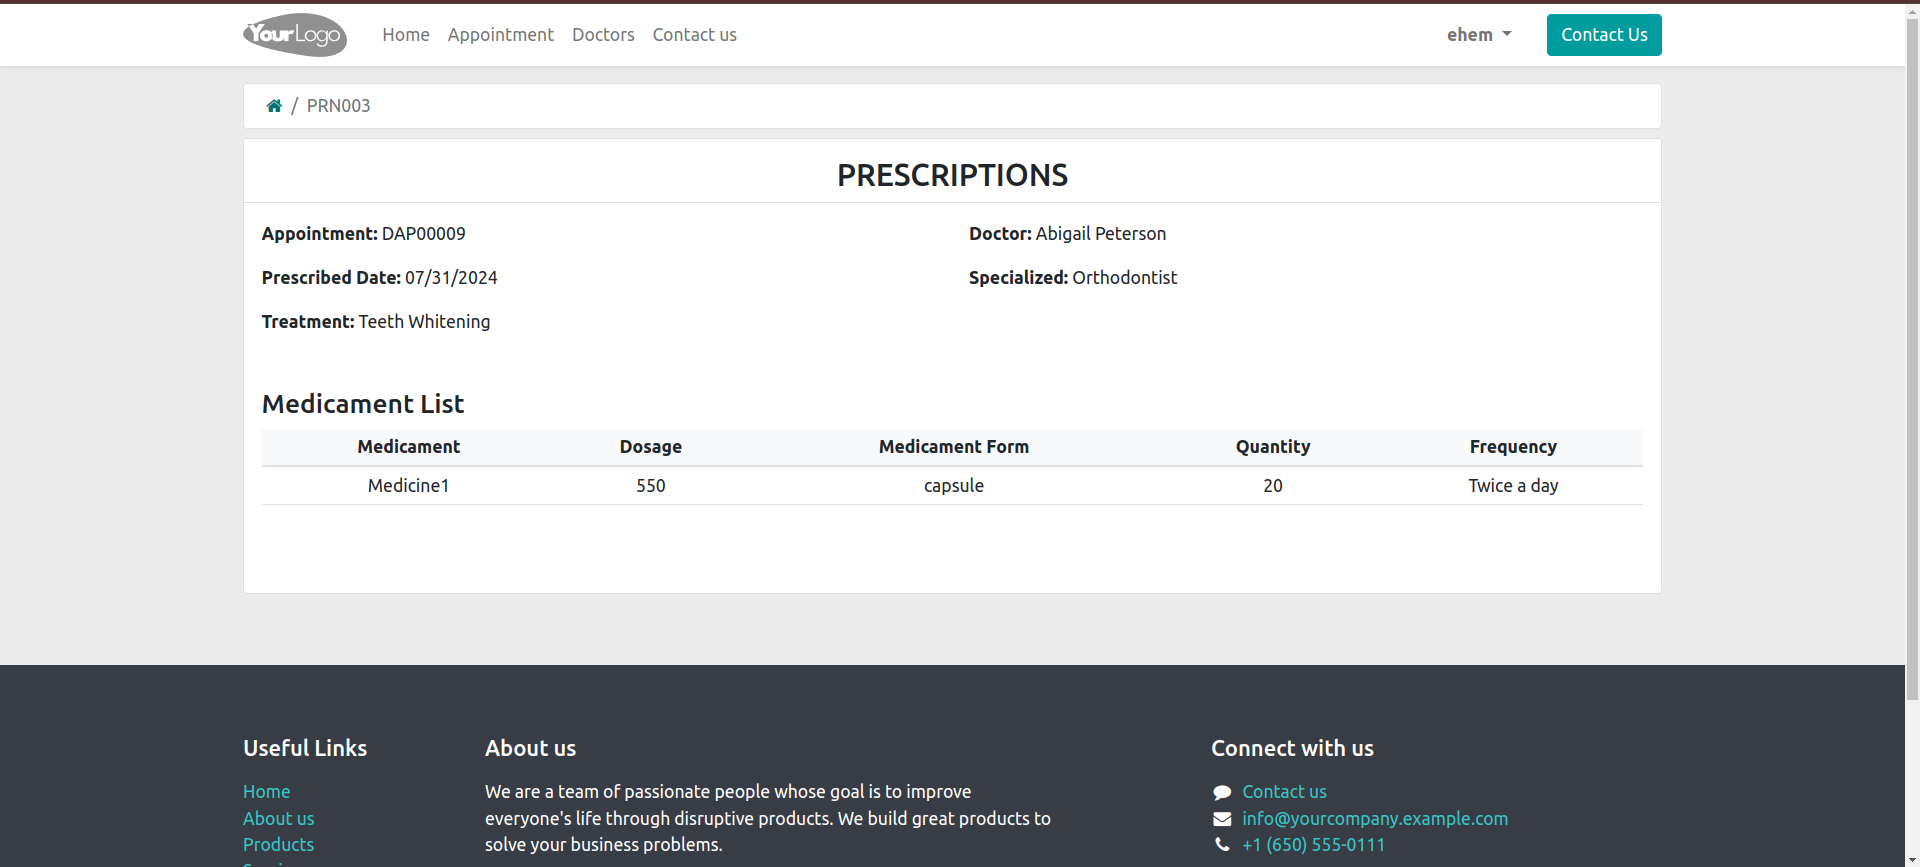 YourLogo Home Appointment Doctors Contact us ehem Contact Us
/ PRN003
PRESCRIPTIONS
Appointment: DAP00009 Doctor: Abigail Peterson
Prescribed Date: 07/31/2024 Specialized: Orthodontist
Treatment: Teeth Whitening
Medicament List
Medicament Dosage Medicament Form Quantity Frequency
Medicine1 550 capsule 20 Twice a day
Useful Links
Home
About us
Products
About us
We are a team of passionate people whose goal is to improve
everyone's life through disruptive products. We build great products to
solve your business problems.
Connect with us
Contact us
info@yourcompany.example.com
+1 (650) 555-0111